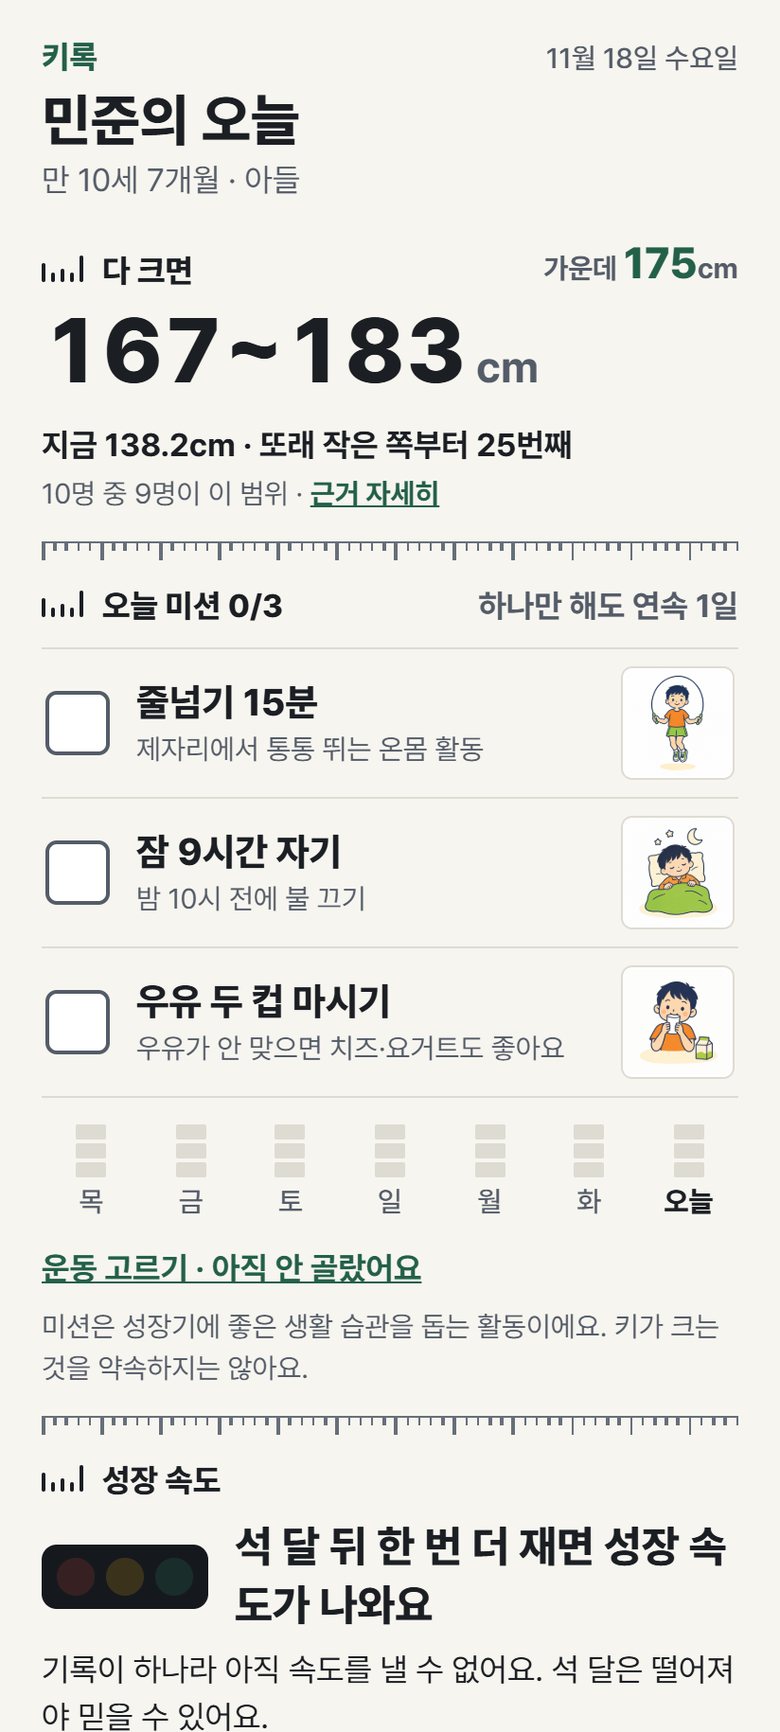 키록
11월 18일 수요일
민준의 오늘
만 10세 7개월 · 아들
다 크면
가운데 175cm
167~183 cm
지금 138.2cm · 또래 작은 쪽부터 25번째
10명 중 9명이 이 범위 · 근거 자세히
오늘 미션 0/3
하나만 해도 연속 1일
줄넘기 15분
제자리에서 통통 뛰는 온몸 활동
잠 9시간 자기
밤 10시 전에 불 끄기
우유 두 컵 마시기
우유가 안 맞으면 치즈·요거트도 좋아요
목 금 토 일 월 화 오늘
운동 고르기 · 아직 안 골랐어요
미션은 성장기에 좋은 생활 습관을 돕는 활동이에요. 키가 크는
것을 약속하지는 않아요.
성장 속도
석 달 뒤 한 번 더 재면 성장 속
도가 나와요
기록이 하나라 아직 속도를 낼 수 없어요. 석 달은 떨어져
야 믿을 수 있어요.